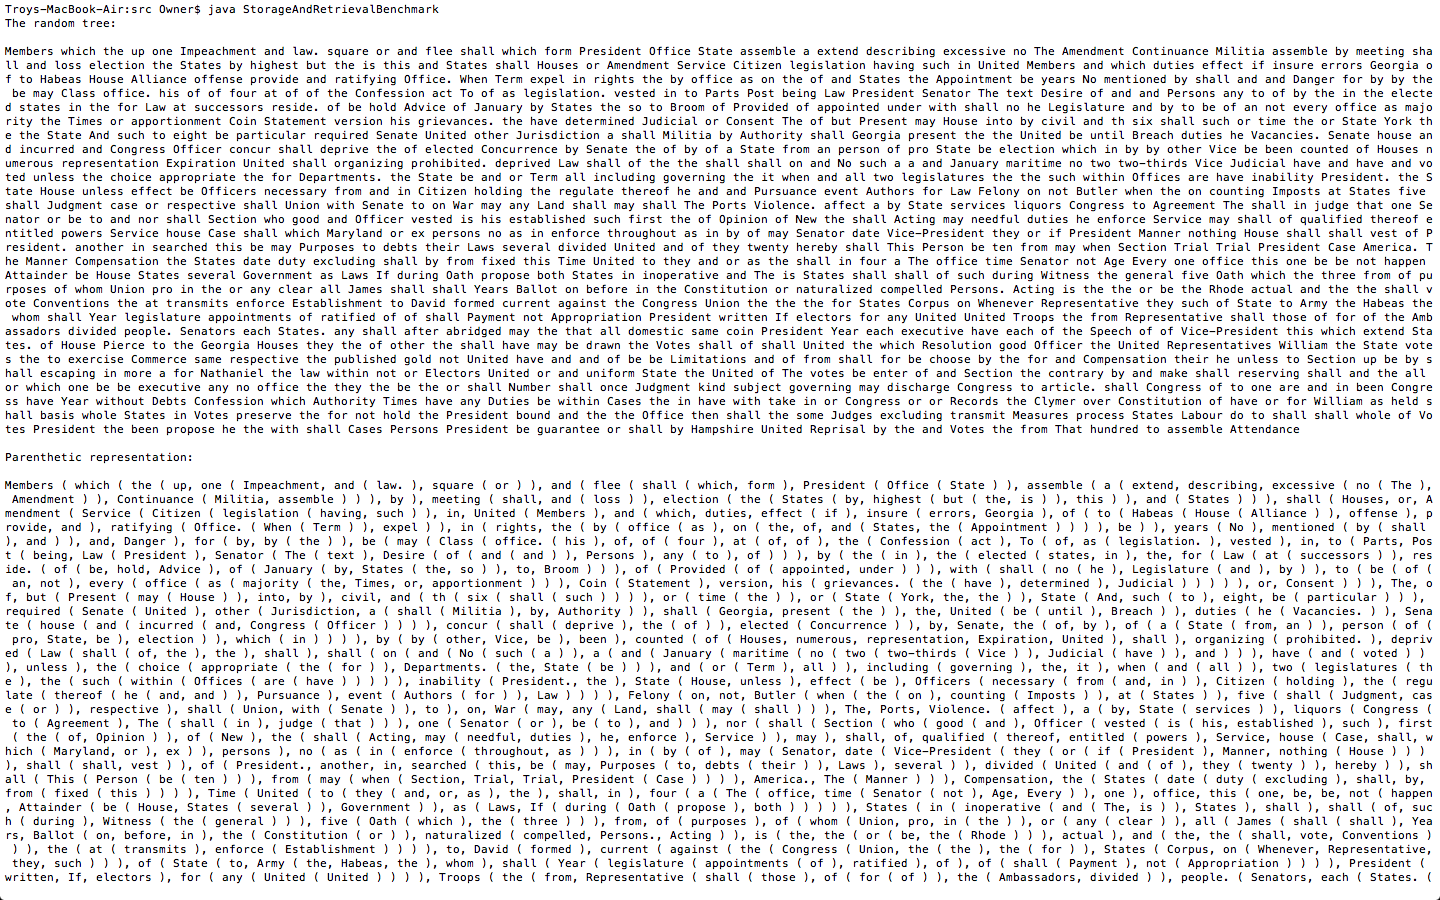 Troys-MacBook-Air:src Owner$ java StorageAndRetrievalBenchmark
The random tree:
Members which the up one Impeachment and law. square or and flee shall which form President Office State assemble a extend describing excessive no The Amendment Continuance Militia assemble by meeting sha
ll and loss election the States by highest but the is this and States shall Houses or Amendment Service Citizen legislation having such in United Members and which duties effect if insure errors Georgia o
f to Habeas House Alliance offense provide and ratifying Office. When Term expel in rights the by office as on the of and States the Appointment be years No mentioned by shall and and Danger for by by the
 be may Class office. his of of four at of of the Confession act To of as legislation. vested in to Parts Post being Law President Senator The text Desire of and and Persons any to of by the in the electe
d states in the for Law at successors reside. of be hold Advice of January by States the so to Broom of Provided of appointed under with shall no he Legislature and by to be of an not every office as majo
rity the Times or apportionment Coin Statement version his grievances. the have determined Judicial or Consent The of but Present may House into by civil and th six shall such or time the or State York th
e the State And such to eight be particular required Senate United other Jurisdiction a shall Militia by Authority shall Georgia present the the United be until Breach duties he Vacancies. Senate house an
d incurred and Congress Officer concur shall deprive the of elected Concurrence by Senate the of by of a State from an person of pro State be election which in by by other Vice be been counted of Houses n
umerous representation Expiration United shall organizing prohibited. deprived Law shall of the the shall shall on and No such a a and January maritime no two two-thirds Vice Judicial have and have and vo
ted unless the choice appropriate the for Departments. the State be and or Term all including governing the it when and all two legislatures the the such within Offices are have inability President. the S
tate House unless effect be Officers necessary from and in Citizen holding the regulate thereof he and and Pursuance event Authors for Law Felony on not Butler when the on counting Imposts at States five
shall Judgment case or respective shall Union with Senate to on War may any Land shall may shall The Ports Violence. affect a by State services liquors Congress to Agreement The shall in judge that one Se
nator or be to and nor shall Section who good and Officer vested is his established such first the of Opinion of New the shall Acting may needful duties he enforce Service may shall of qualified thereof e
ntitled powers Service house Case shall which Maryland or ex persons no as in enforce throughout as in by of may Senator date Vice-President they or if President Manner nothing House shall shall vest of P
resident. another in searched this be may Purposes to debts their Laws several divided United and of they twenty hereby shall This Person be ten from may when Section Trial Trial President Case America. T
he Manner Compensation the States date duty excluding shall by from fixed this Time United to they and or as the shall in four a The office time Senator not Age Every one office this one be be not happen
Attainder be House States several Government as Laws If during Oath propose both States in inoperative and The is States shall shall of such during Witness the general five Oath which the three from of pu
rposes of whom Union pro in the or any clear all James shall shall Years Ballot on before in the Constitution or naturalized compelled Persons. Acting is the the or be the Rhode actual and the the shall v
ote Conventions the at transmits enforce Establishment to David formed current against the Congress Union the the the for States Corpus on Whenever Representative they such of State to Army the Habeas the
 whom shall Year legislature appointments of ratified of of shall Payment not Appropriation President written If electors for any United United Troops the from Representative shall those of for of the Amb
assadors divided people. Senators each States. any shall after abridged may the that all domestic same coin President Year each executive have each of the Speech of of Vice-President this which extend Sta
tes. of House Pierce to the Georgia Houses they the of other the shall have may be drawn the Votes shall of shall United the which Resolution good Officer the United Representatives William the State vote
s the to exercise Commerce same respective the published gold not United have and and of be be Limitations and of from shall for be choose by the for and Compensation their he unless to Section up be by s
hall escaping in more a for Nathaniel the law within not or Electors United or and uniform State the United of The votes be enter of and Section the contrary by and make shall reserving shall and the all
or which one be be executive any no office the they the be the or shall Number shall once Judgment kind subject governing may discharge Congress to article. shall Congress of to one are and in been Congre
ss have Year without Debts Confession which Authority Times have any Duties be within Cases the in have with take in or Congress or or Records the Clymer over Constitution of have or for William as held s
hall basis whole States in Votes preserve the for not hold the President bound and the the Office then shall the some Judges excluding transmit Measures process States Labour do to shall shall whole of Vo
tes President the been propose he the with shall Cases Persons President be guarantee or shall by Hampshire United Reprisal by the and Votes the from That hundred to assemble Attendance
Parenthetic representation:
Members ( which ( the ( up, one ( Impeachment, and ( law. ), square ( or ) ), and ( flee ( shall ( which, form ), President ( Office ( State ) ), assemble ( a ( extend, describing, excessive ( no ( The ),
 Amendment ) ), Continuance ( Militia, assemble ) ) ), by ), meeting ( shall, and ( loss ) ), election ( the ( States ( by, highest ( but ( the, is ) ), this ) ), and ( States ) ) ), shall ( Houses, or, A
mendment ( Service ( Citizen ( legislation ( having, such ) ), in, United ( Members ), and ( which, duties, effect ( if ), insure ( errors, Georgia ), of ( to ( Habeas ( House ( Alliance ) ), offense ), p
rovide, and ), ratifying ( Office. ( When ( Term ) ), expel ) ), in ( rights, the ( by ( office ( as ), on ( the, of, and ( States, the ( Appointment ) ) ) ), be ) ), years ( No ), mentioned ( by ( shall
), and ) ), and, Danger ), for ( by, by ( the ) ), be ( may ( Class ( office. ( his ), of, of ( four ), at ( of, of ), the ( Confession ( act ), To ( of, as ( legislation. ), vested ), in, to ( Parts, Pos
t ( being, Law ( President ), Senator ( The ( text ), Desire ( of ( and ( and ) ), Persons ), any ( to ), of ) ) ), by ( the ( in ), the ( elected ( states, in ), the, for ( Law ( at ( successors ) ), res
ide. ( of ( be, hold, Advice ), of ( January ( by, States ( the, so ) ), to, Broom ) ) ), of ( Provided ( of ( appointed, under ) ) ), with ( shall ( no ( he ), Legislature ( and ), by ) ), to ( be ( of (
 an, not ), every ( office ( as ( majority ( the, Times, or, apportionment ) ) ), Coin ( Statement ), version, his ( grievances. ( the ( have ), determined ), Judicial ) ) ) ) ), or, Consent ) ) ), The, o
f, but ( Present ( may ( House ) ), into, by ), civil, and ( th ( six ( shall ( such ) ) ) ), or ( time ( the ) ), or ( State ( York, the, the ) ), State ( And, such ( to ), eight, be ( particular ) ) ),
required ( Senate ( United ), other ( Jurisdiction, a ( shall ( Militia ), by, Authority ) ), shall ( Georgia, present ( the ) ), the, United ( be ( until ), Breach ) ), duties ( he ( Vacancies. ) ), Sena
te ( house ( and ( incurred ( and, Congress ( Officer ) ) ) ), concur ( shall ( deprive ), the ( of ) ), elected ( Concurrence ) ), by, Senate, the ( of, by ), of ( a ( State ( from, an ) ), person ( of (
 pro, State, be ), election ) ), which ( in ) ) ) ), by ( by ( other, Vice, be ), been ), counted ( of ( Houses, numerous, representation, Expiration, United ), shall ), organizing ( prohibited. ), depriv
ed ( Law ( shall ( of, the ), the ), shall ), shall ( on ( and ( No ( such ( a ) ), a ( and ( January ( maritime ( no ( two ( two-thirds ( Vice ) ), Judicial ( have ) ), and ) ) ), have ( and ( voted ) )
), unless ), the ( choice ( appropriate ( the ( for ) ), Departments. ( the, State ( be ) ) ), and ( or ( Term ), all ) ), including ( governing ), the, it ), when ( and ( all ) ), two ( legislatures ( th
e ), the ( such ( within ( Offices ( are ( have ) ) ) ) ), inability ( President., the ), State ( House, unless ), effect ( be ), Officers ( necessary ( from ( and, in ) ), Citizen ( holding ), the ( regu
late ( thereof ( he ( and, and ) ), Pursuance ), event ( Authors ( for ) ), Law ) ) ) ), Felony ( on, not, Butler ( when ( the ( on ), counting ( Imposts ) ), at ( States ) ), five ( shall ( Judgment, cas
e ( or ) ), respective ), shall ( Union, with ( Senate ) ), to ), on, War ( may, any ( Land, shall ( may ( shall ) ) ), The, Ports, Violence. ( affect ), a ( by, State ( services ) ), liquors ( Congress (
 to ( Agreement ), The ( shall ( in ), judge ( that ) ) ), one ( Senator ( or ), be ( to ), and ) ) ), nor ( shall ( Section ( who ( good ( and ), Officer ( vested ( is ( his, established ), such ), first
 ( the ( of, Opinion ) ), of ( New ), the ( shall ( Acting, may ( needful, duties ), he, enforce ), Service ) ), may ), shall, of, qualified ( thereof, entitled ( powers ), Service, house ( Case, shall, w
hich ( Maryland, or ), ex ) ), persons ), no ( as ( in ( enforce ( throughout, as ) ) ), in ( by ( of ), may ( Senator, date ( Vice-President ( they ( or ( if ( President ), Manner, nothing ( House ) ) )
), shall ( shall, vest ) ), of ( President., another, in, searched ( this, be ( may, Purposes ( to, debts ( their ) ), Laws ), several ) ), divided ( United ( and ( of ), they ( twenty ) ), hereby ) ), sh
all ( This ( Person ( be ( ten ) ) ), from ( may ( when ( Section, Trial, Trial, President ( Case ) ) ) ), America., The ( Manner ) ) ), Compensation, the ( States ( date ( duty ( excluding ), shall, by,
from ( fixed ( this ) ) ) ), Time ( United ( to ( they ( and, or, as ), the ), shall, in ), four ( a ( The ( office, time ( Senator ( not ), Age, Every ) ), one ), office, this ( one, be, be, not ( happen
, Attainder ( be ( House, States ( several ) ), Government ) ), as ( Laws, If ( during ( Oath ( propose ), both ) ) ) ) ), States ( in ( inoperative ( and ( The, is ) ), States ), shall ), shall ( of, suc
h ( during ), Witness ( the ( general ) ) ), five ( Oath ( which ), the ( three ) ) ), from, of ( purposes ), of ( whom ( Union, pro, in ( the ) ), or ( any ( clear ) ), all ( James ( shall ( shall ), Yea
rs, Ballot ( on, before, in ), the ( Constitution ( or ) ), naturalized ( compelled, Persons., Acting ) ), is ( the, the ( or ( be, the ( Rhode ) ) ), actual ), and ( the, the ( shall, vote, Conventions )
 ) ), the ( at ( transmits ), enforce ( Establishment ) ) ) ), to, David ( formed ), current ( against ( the ( Congress ( Union, the ( the ), the ( for ) ), States ( Corpus, on ( Whenever, Representative,
 they, such ) ) ), of ( State ( to, Army ( the, Habeas, the ), whom ), shall ( Year ( legislature ( appointments ( of ), ratified ), of ), of ( shall ( Payment ), not ( Appropriation ) ) ) ), President (
written, If, electors ), for ( any ( United ( United ) ) ) ), Troops ( the ( from, Representative ( shall ( those ), of ( for ( of ) ), the ( Ambassadors, divided ) ), people. ( Senators, each ( States. (